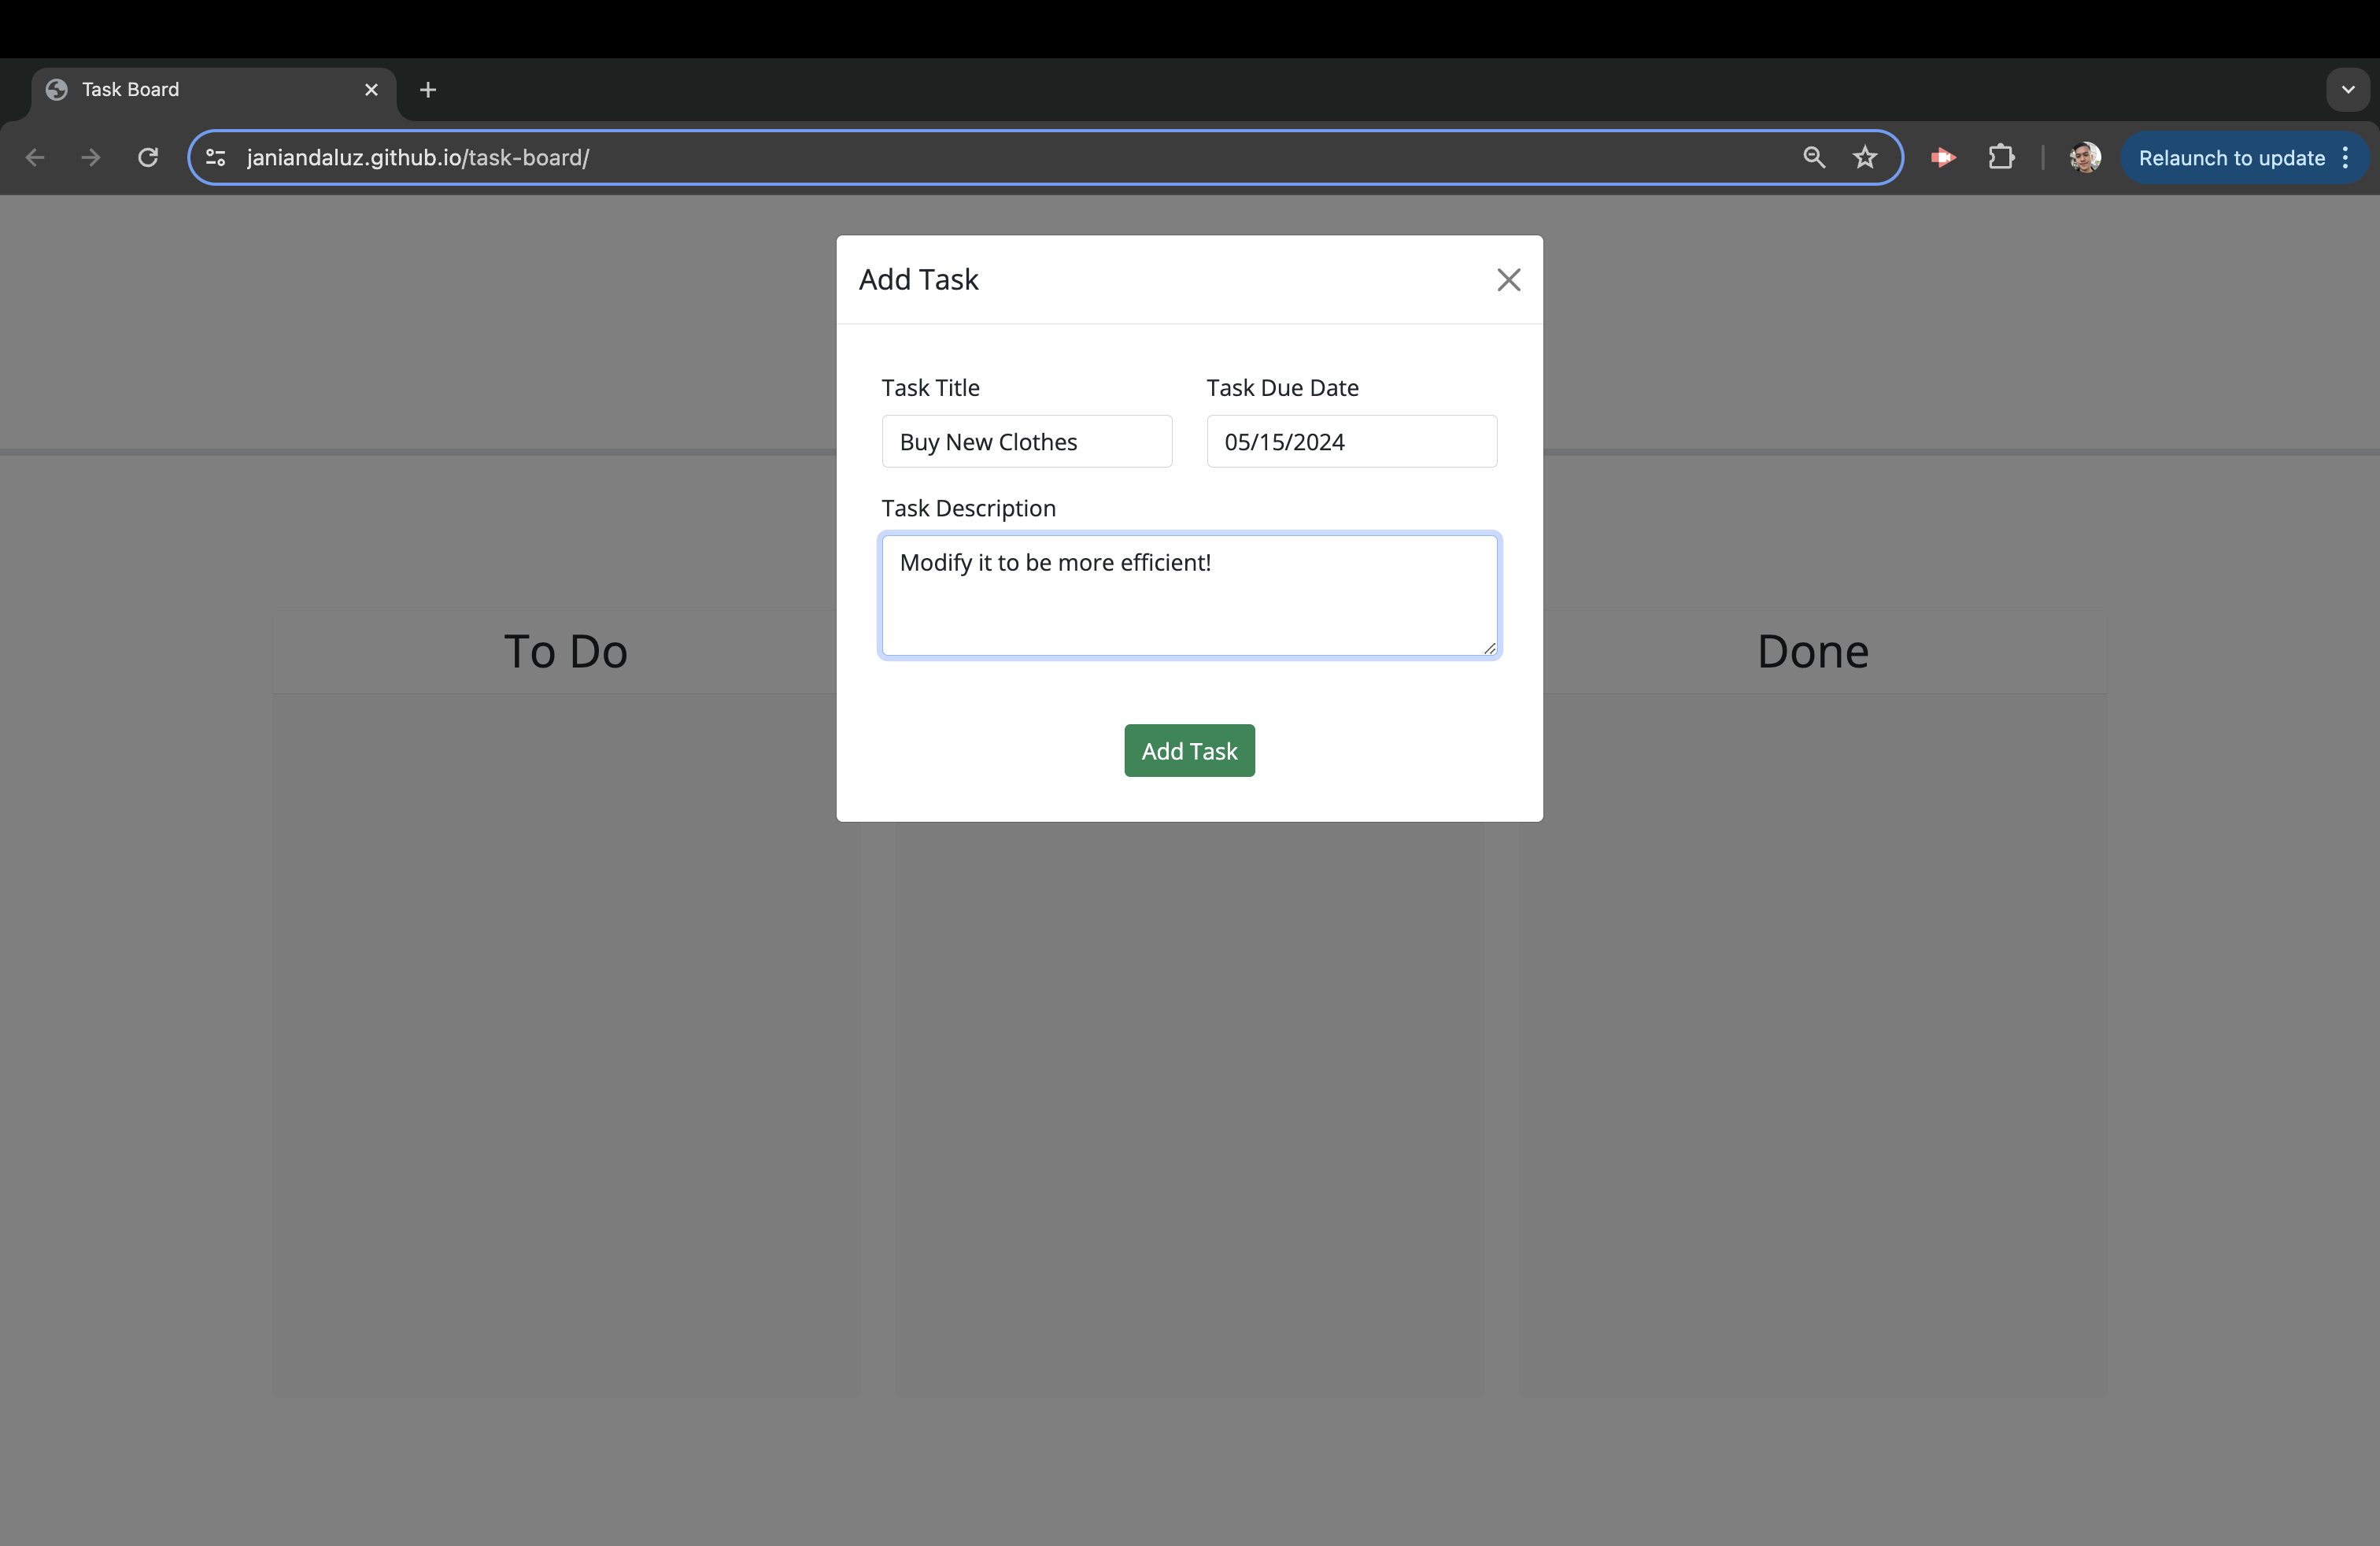 Task Board
janiandaluz.github.io/task-board/
Relaunch to update
Add Task
Task Title
Task Due Date
Buy New Clothes
05/15/2024
Task Description
Modify it to be more efficient!
To Do
Done
Add Task